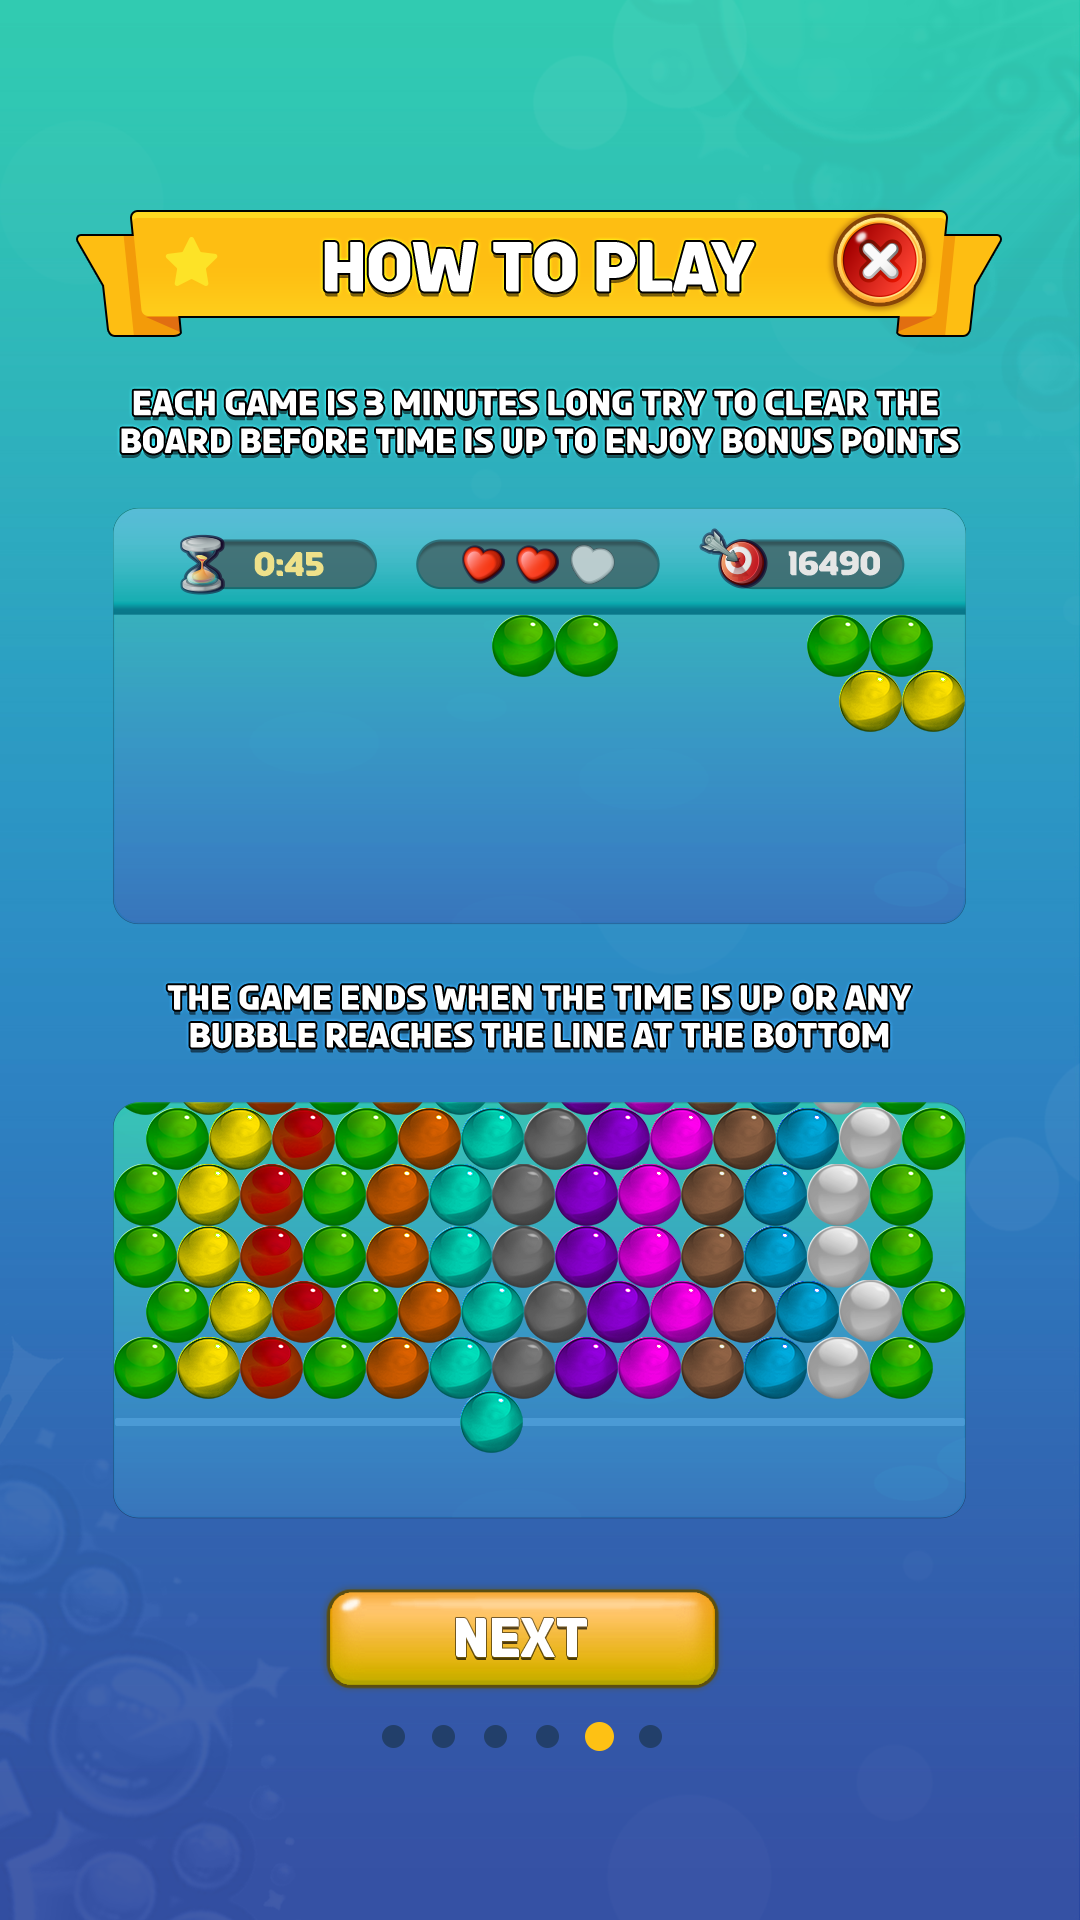 HOW TO PLAY
EACH GAME IS 3 MINUTES LONG TRY TO CLEAR THE
BOARD BEFORE TIME IS UP TO ENJOY BONUS POINTS
0:45
16490
THE GAME ENDS WHEN THE TIME IS UP OR ANY
BUBBLE REACHES THE LINE AT THE BOTTOM
NEXT